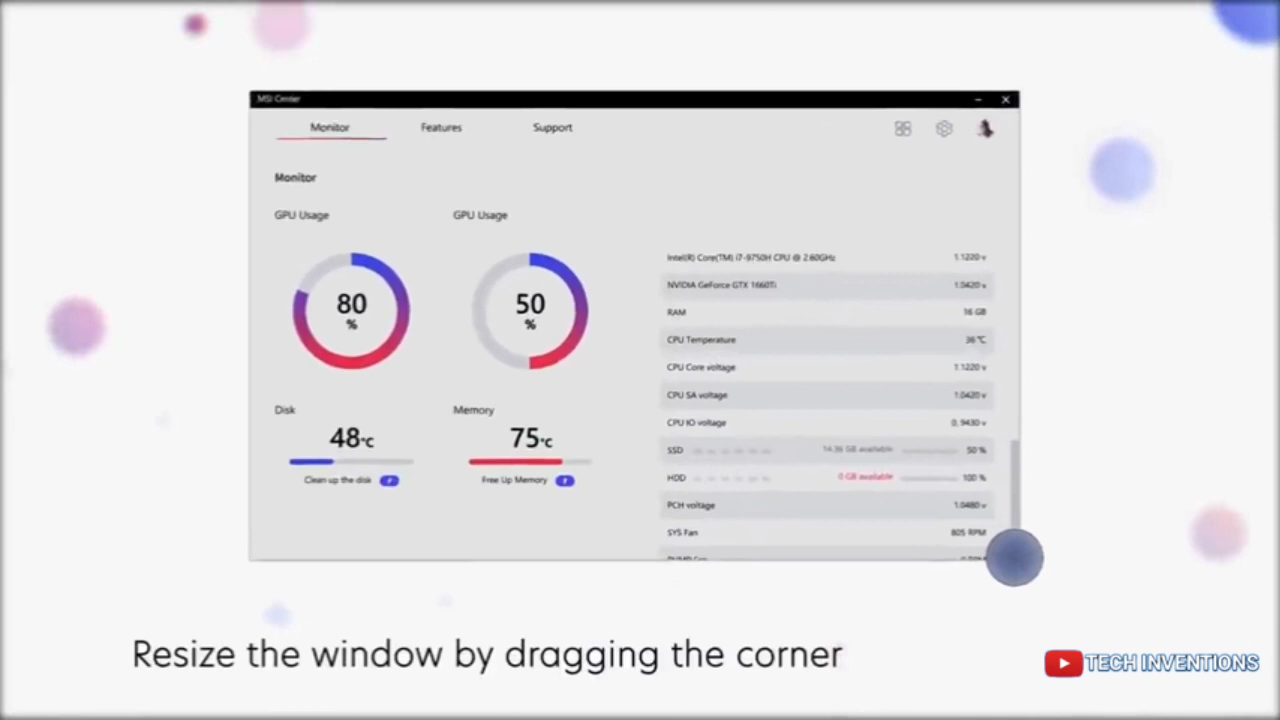 MSI Center
Monitor
Features
Support
Monitor
GPU Usage
GPU Usage
80
%
50
%
Disk
48°C
Clean up the disk
Memory
75°C
Free Up Memory
Intel(R) Core(TM) i7-9750H CPU @ 2.60GHz 1.1220 v
NVIDIA GeForce GTX 1660Ti 1.0420 v
RAM 16 GB
CPU Temperature 36 °C
CPU Core voltage 1.1220 v
CPU SA voltage 1.0420 v
CPU IO voltage 0.9430 v
SSD 14.36 GB available 50 %
HDD 0 GB available 100 %
PCH voltage 1.0480 v
SYS Fan 805 RPM
Resize the window by dragging the corner
TECH INVENTIONS